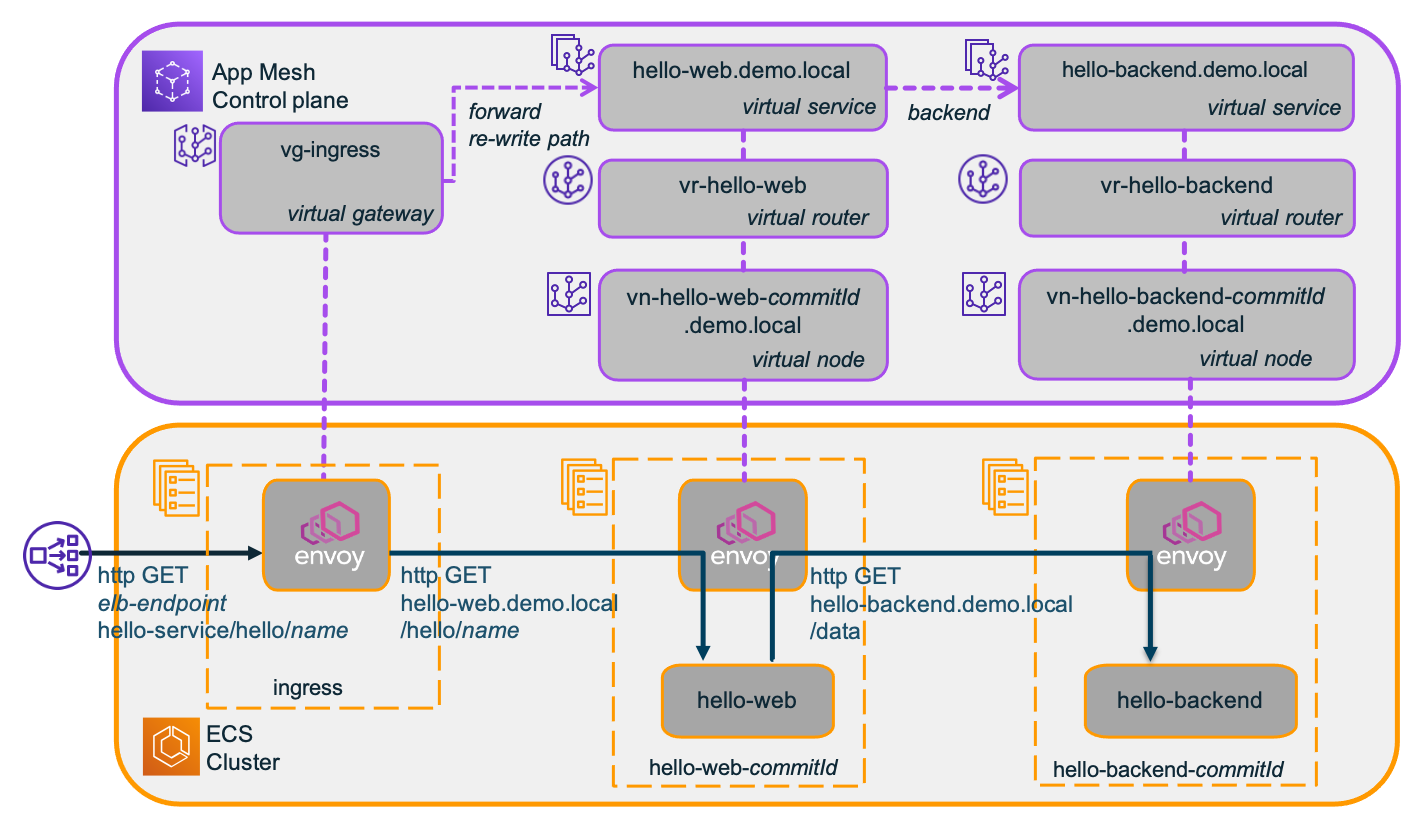 App Mesh
Control plane
vg-ingress
virtual gateway
forward
re-write path
hello-web.demo.local
virtual service
backend
hello-backend.demo.local
virtual service
vr-hello-web
virtual router
vr-hello-backend
virtual router
vn-hello-web-commitId
.demo.local
virtual node
vn-hello-backend-commitId
.demo.local
virtual node
envoy
envoy
envoy
http GET
elb-endpoint
hello-service/hello/name
http GET
hello-web.demo.local
/hello/name
http GET
hello-backend.demo.local
/data
ingress
hello-web
hello-backend
hello-web-commitId
hello-backend-commitId
ECS
Cluster